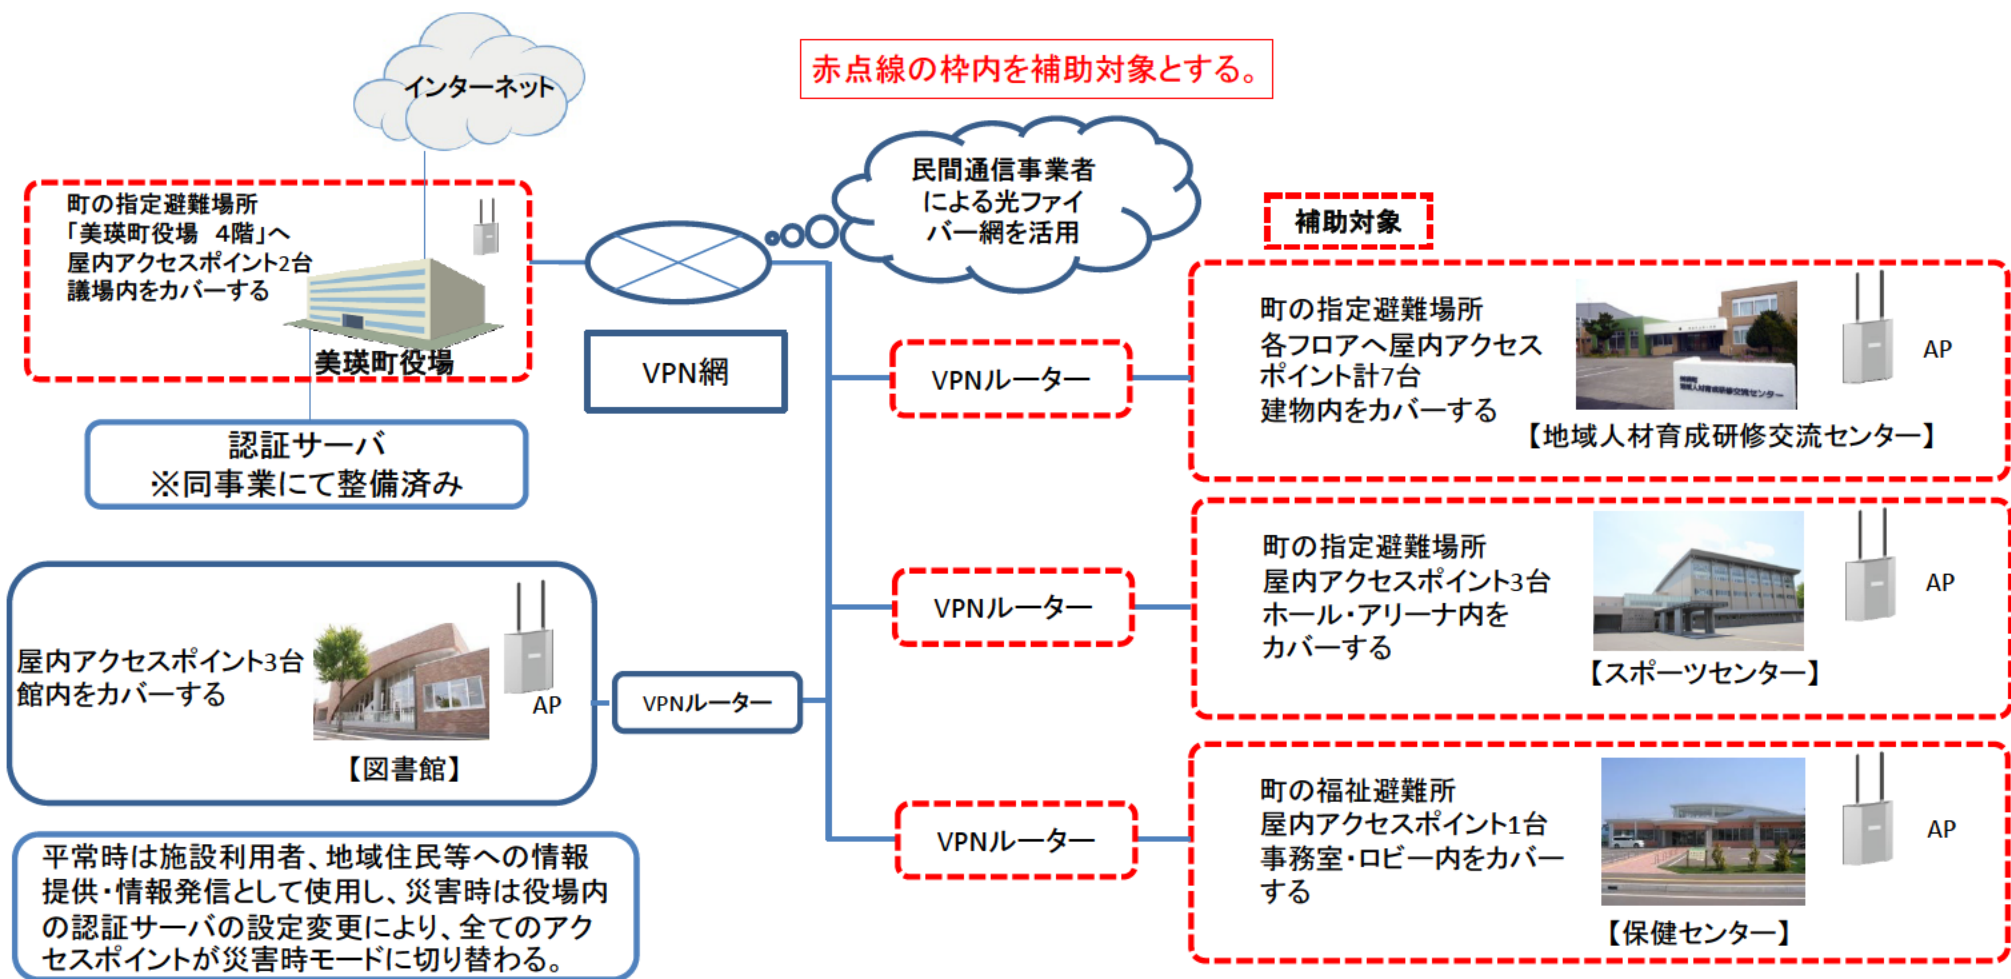 インターネット
赤点線の枠内を補助対象とする。
民間通信事業者
による光ファイ
バー網を活用
町の指定避難場所
「美瑛町役場　4階」へ
屋内アクセスポイント2台
議場内をカバーする
美瑛町役場
VPN網
認証サーバ
※同事業にて整備済み
補助対象
VPNルーター
町の指定避難場所
各フロアへ屋内アクセス
ポイント計7台
建物内をカバーする
AP
【地域人材育成研修交流センター】
VPNルーター
町の指定避難場所
屋内アクセスポイント3台
ホール・アリーナ内を
カバーする
AP
【スポーツセンター】
屋内アクセスポイント3台
館内をカバーする
AP
【図書館】
VPNルーター
VPNルーター
町の福祉避難所
屋内アクセスポイント1台
事務室・ロビー内をカバー
する
AP
【保健センター】
平常時は施設利用者、地域住民等への情報
提供・情報発信として使用し、災害時は役場内
の認証サーバの設定変更により、全てのアク
セスポイントが災害時モードに切り替わる。